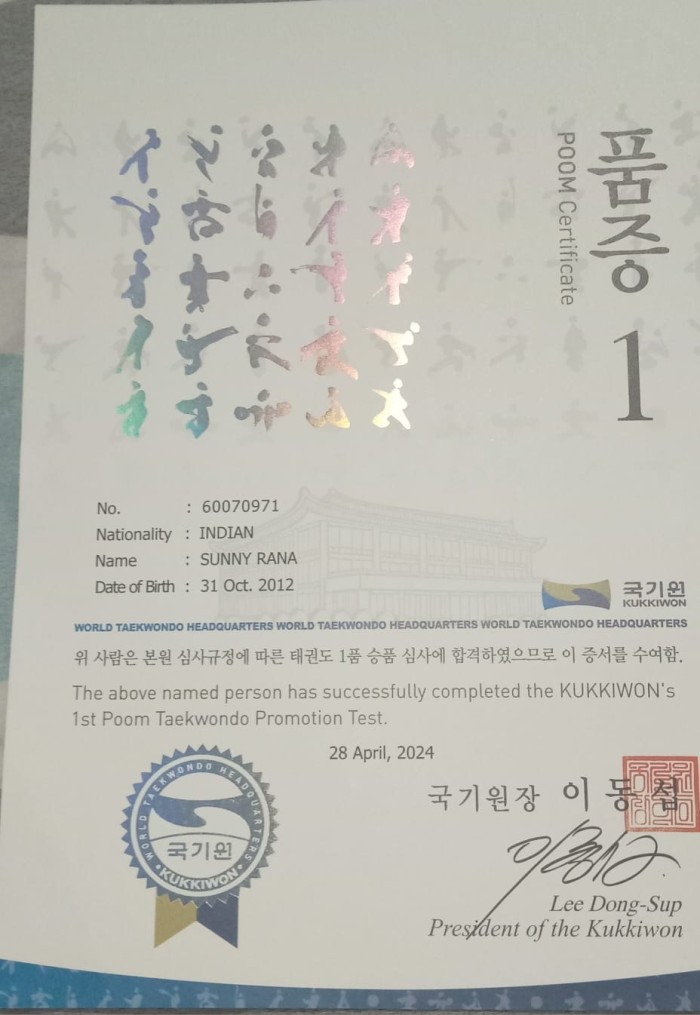 품증
POOM Certificate
1
No. : 60070971
Nationality : INDIAN
Name : SUNNY RANA
Date of Birth : 31 Oct. 2012
국기원
KUKKIWON
WORLD TAEKWONDO HEADQUARTERS WORLD TAEKWONDO HEADQUARTERS WORLD TAEKWONDO HEADQUARTERS
위 사람은 본원 심사규정에 따른 태권도 1품 승품 심사에 합격하였으므로 이 증서를 수여함.
The above named person has successfully completed the KUKKIWON's
1st Poom Taekwondo Promotion Test.
28 April, 2024
WORLD TAEKWONDO HEADQUARTERS
국기원
KUKKIWON
국기원장 이동섭
Lee Dong-Sup
President of the Kukkiwon